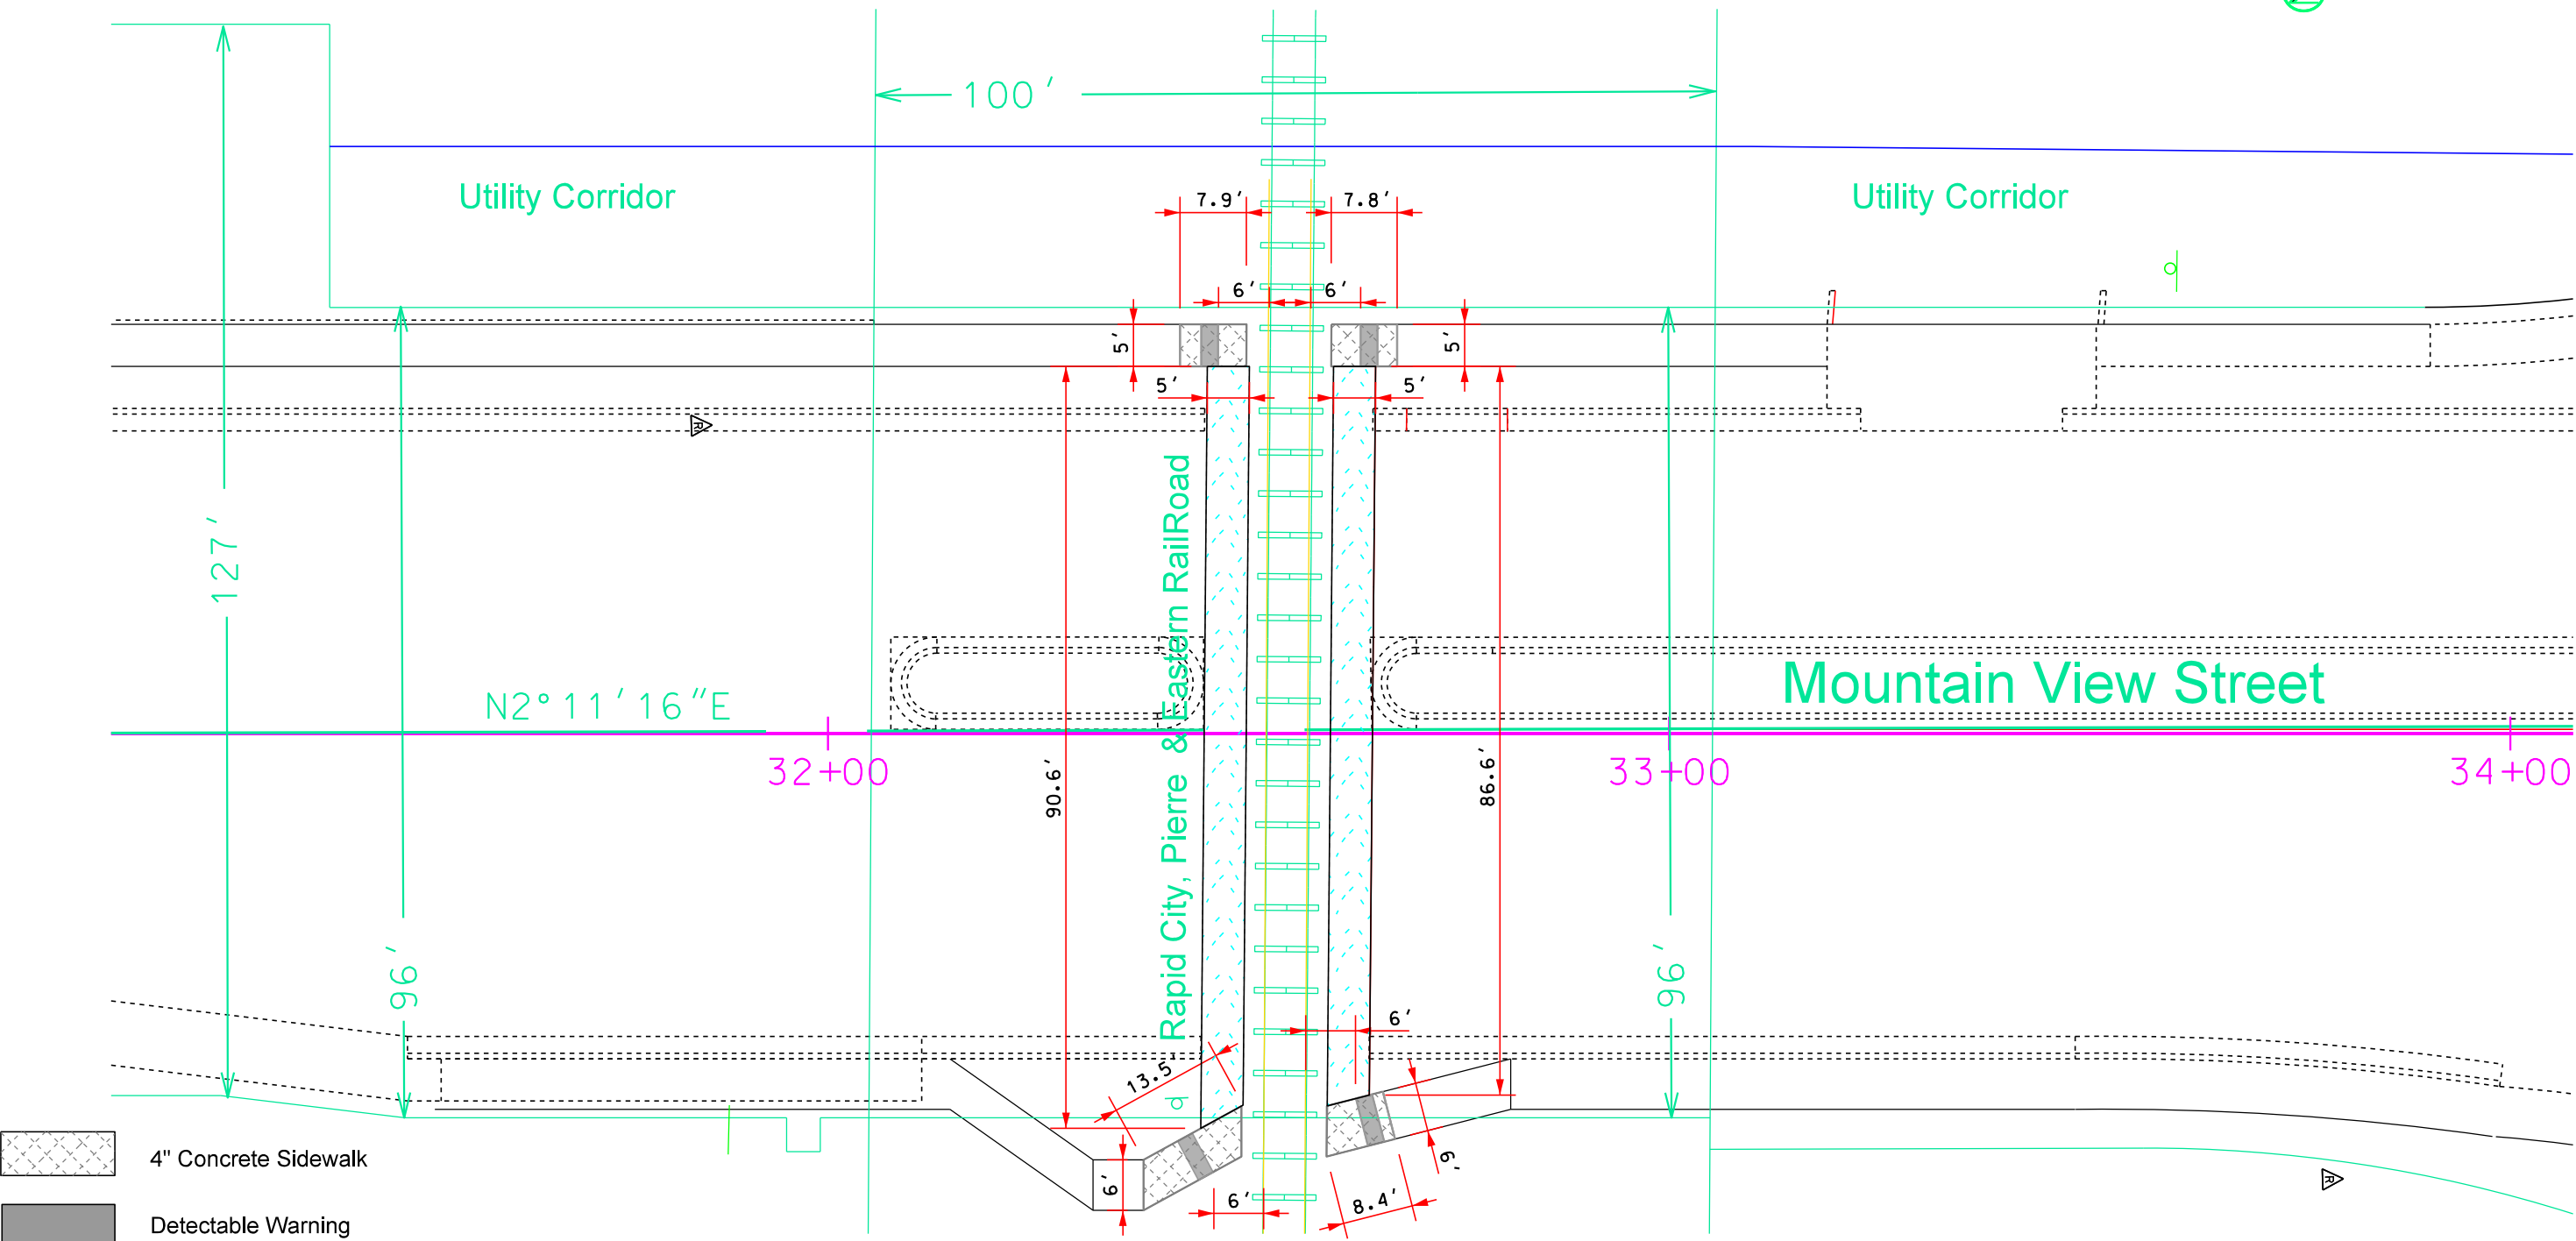 100'
Utility Corridor
Utility Corridor
7.9'
7.8'
6'
6'
5'
5'
5'
5'
R
127'
Rapid City, Pierre & Eastern RailRoad
Mountain View Street
N2°11'16"E
32+00
33+00
34+00
90.6'
86.6'
96'
96'
6'
13.5'
6'
6'
6'
8.4'
R
4" Concrete Sidewalk
Detectable Warning